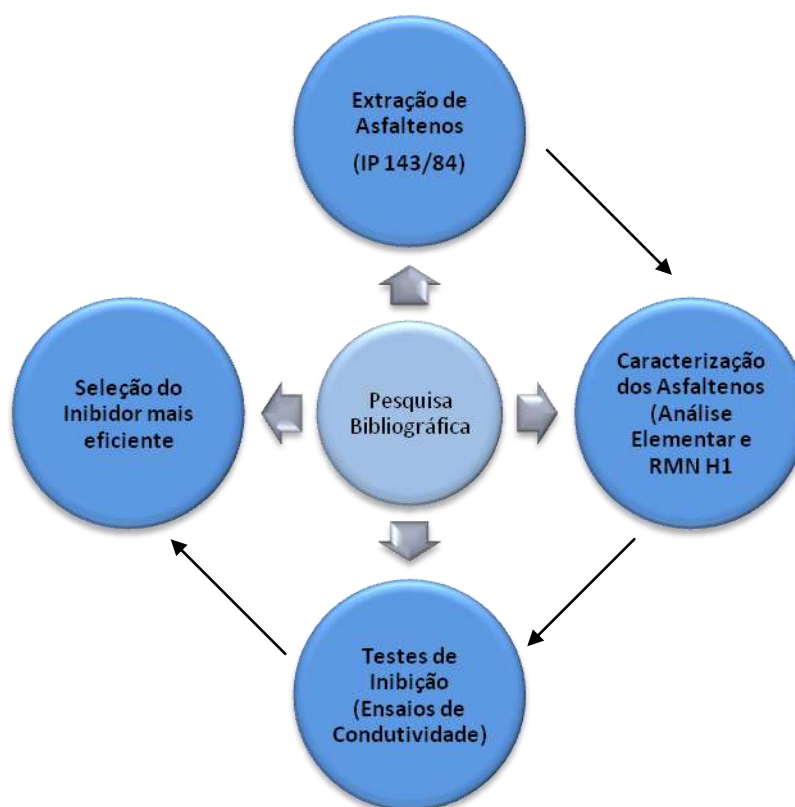 Extração de
Asfaltenos
(IP 143/84)
Seleção do
Inibidor mais
eficiente
Pesquisa
Bibliográfica
Caracterização
dos Asfaltenos
(Análise
Elementar e
RMN H1
Testes de
Inibição
(Ensaios de
Condutividade)